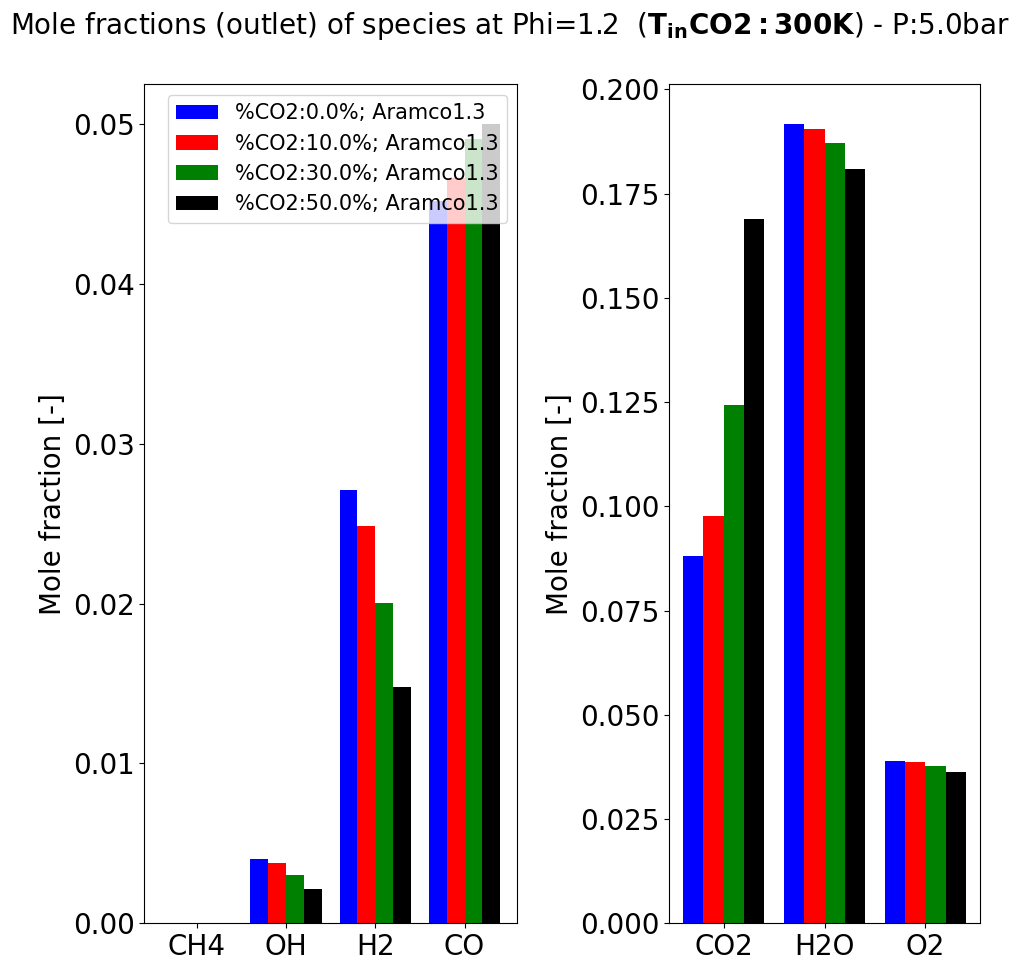 Mole fractions (outlet) of species at Phi=1.2 (TinCO2 : 300K) - P:5.0bar
%CO2:0.0%; Aramco1.3
%CO2:10.0%; Aramco1.3
%CO2:30.0%; Aramco1.3
%CO2:50.0%; Aramco1.3
Mole fraction [-]
0.05
0.04
0.03
0.02
0.01
0.00
CH4
OH
H2
CO
Mole fraction [-]
0.200
0.175
0.150
0.125
0.100
0.075
0.050
0.025
0.000
CO2
H2O
O2